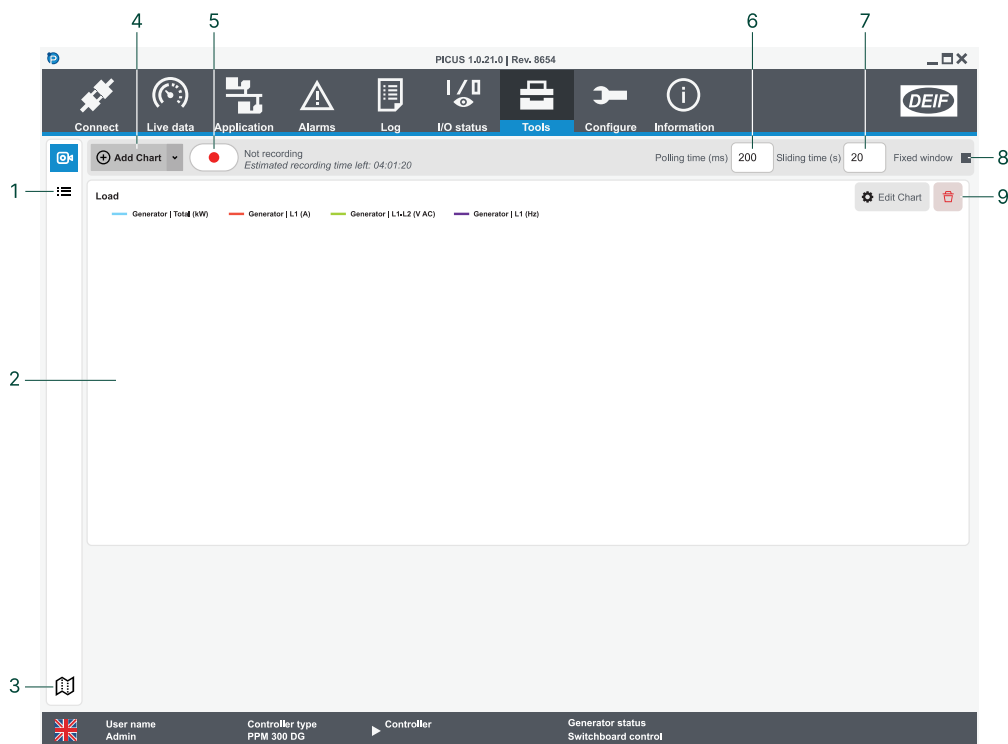 4 5 6 7
PICUS 1.0.21.0 | Rev. 8654
Connect Live data Application Alarms Log I/O status Tools Configure Information DEIF
Add Chart
Not recording
Estimated recording time left: 04:01:20
Polling time (ms) 200 Sliding time (s) 20 Fixed window
8
1
Load
Edit Chart
9
Generator | Total (kW) Generator | L1 (A) Generator | L1-L2 (V AC) Generator | L1 (Hz)
2
3
User name Controller type Controller Generator status
Admin PPM 300 DG Switchboard control